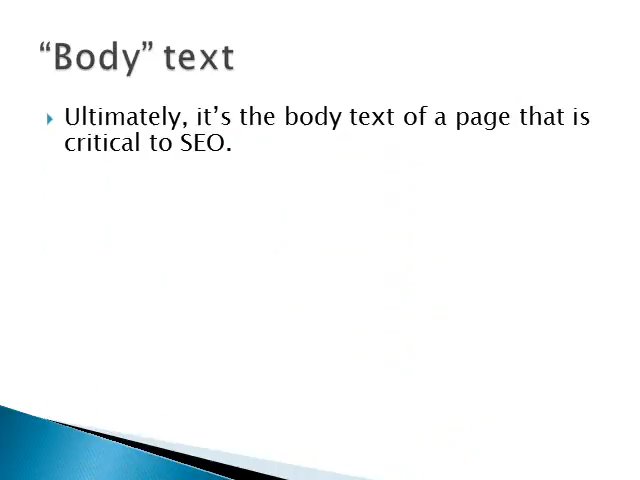 “Body” text
Ultimately, it’s the body text of a page that is
critical to SEO.